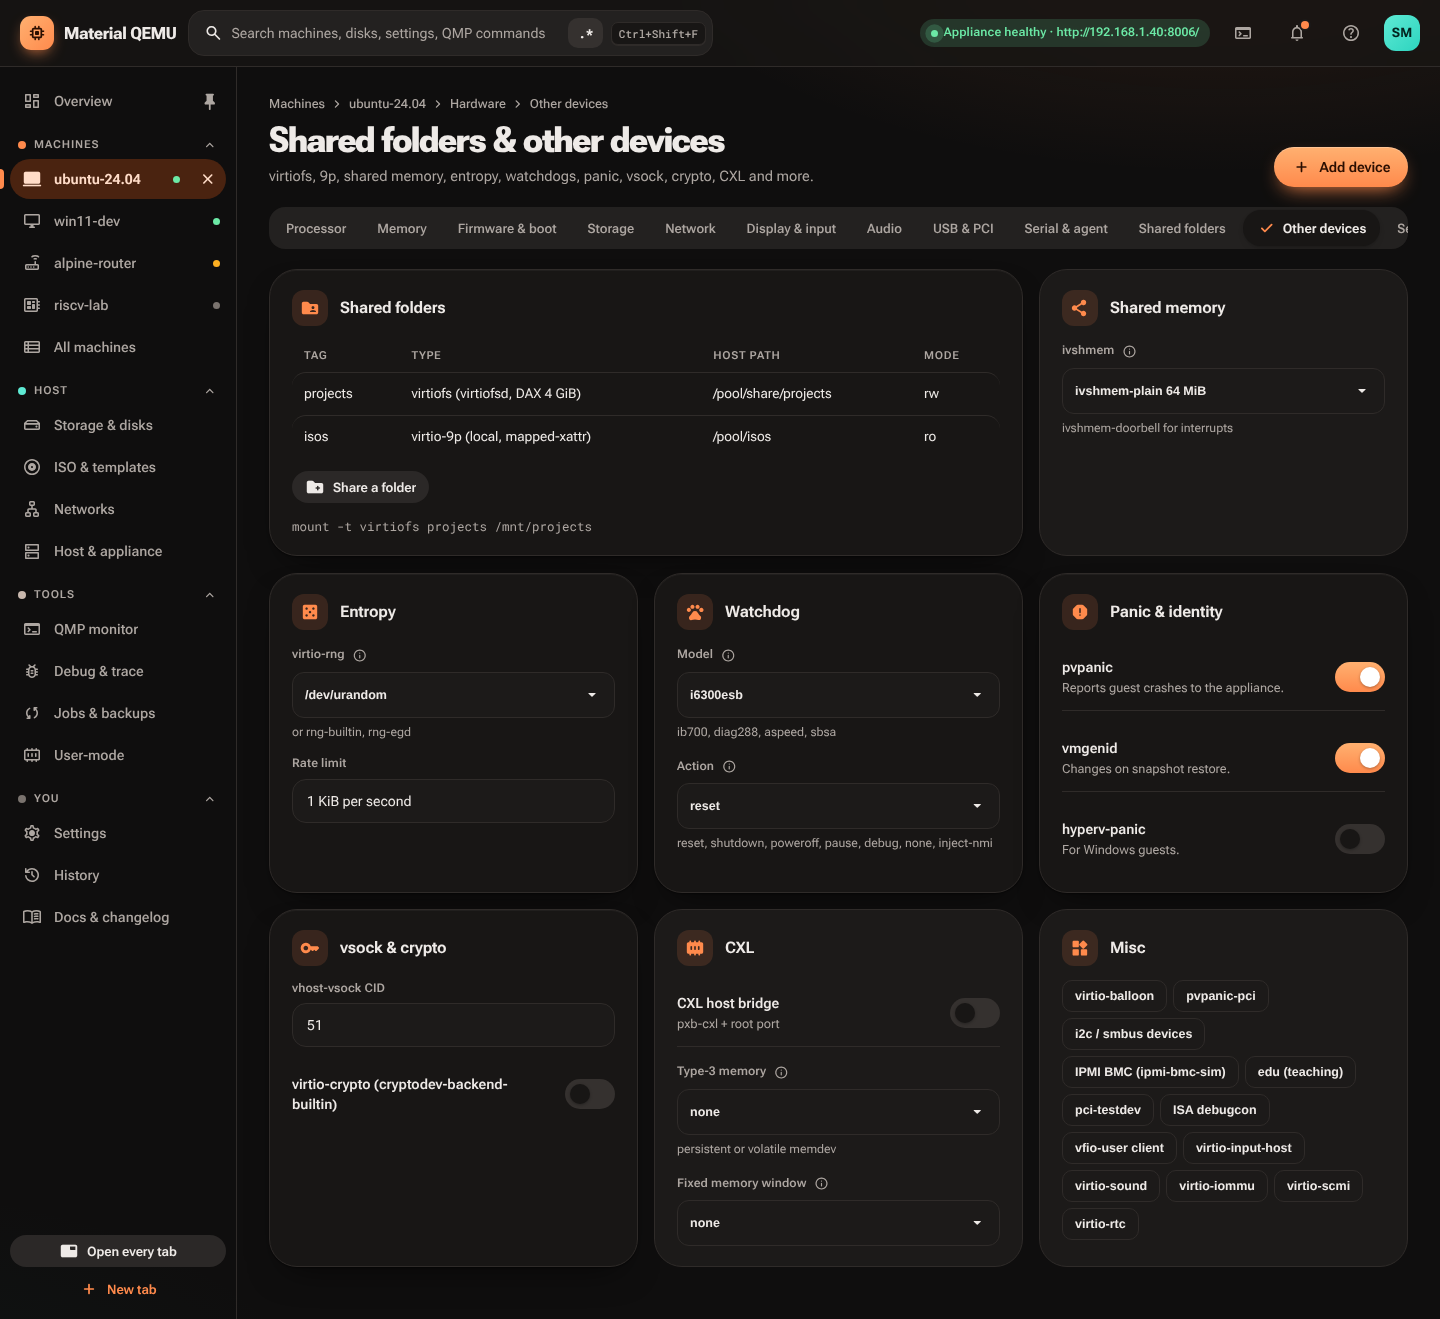 Material QEMU
Search machines, disks, settings, QMP commands
.*
Ctrl+Shift+F
Appliance healthy · http://192.168.1.40:8006/
SM
Overview
MACHINES
ubuntu-24.04
win11-dev
alpine-router
riscv-lab
All machines
HOST
Storage & disks
ISO & templates
Networks
Host & appliance
TOOLS
QMP monitor
Debug & trace
Jobs & backups
User-mode
YOU
Settings
History
Docs & changelog
Open every tab
New tab
Machines > ubuntu-24.04 > Hardware > Other devices
Shared folders & other devices
virtiofs, 9p, shared memory, entropy, watchdogs, panic, vsock, crypto, CXL and more.
Add device
Processor Memory Firmware & boot Storage Network Display & input Audio USB & PCI Serial & agent Shared folders Other devices Se
Shared folders
TAG TYPE HOST PATH MODE
projects virtiofs (virtiofsd, DAX 4 GiB) /pool/share/projects rw
isos virtio-9p (local, mapped-xattr) /pool/isos ro
Share a folder
mount -t virtiofs projects /mnt/projects
Shared memory
ivshmem
ivshmem-plain 64 MiB
ivshmem-doorbell for interrupts
Entropy
virtio-rng
/dev/urandom
or rng-builtin, rng-egd
Rate limit
1 KiB per second
Watchdog
Model
i6300esb
ib700, diag288, aspeed, sbsa
Action
reset
reset, shutdown, poweroff, pause, debug, none, inject-nmi
Panic & identity
pvpanic
Reports guest crashes to the appliance.
vmgenid
Changes on snapshot restore.
hyperv-panic
For Windows guests.
vsock & crypto
vhost-vsock CID
51
virtio-crypto (cryptodev-backend-
builtin)
CXL
CXL host bridge
pxb-cxl + root port
Type-3 memory
none
persistent or volatile memdev
Fixed memory window
none
Misc
virtio-balloon pvpanic-pci
i2c / smbus devices
IPMI BMC (ipmi-bmc-sim) edu (teaching)
pci-testdev ISA debugcon
vfio-user client virtio-input-host
virtio-sound virtio-iommu virtio-scmi
virtio-rtc